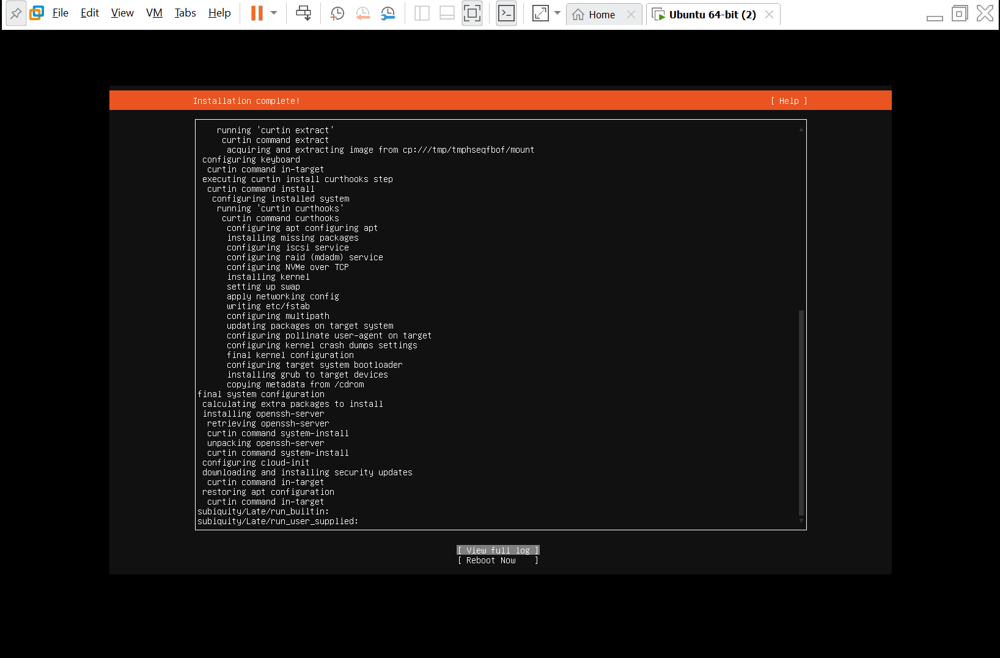 File Edit View VM Tabs Help Home Ubuntu 64-bit (2)
Installation complete! [ Help ]
running 'curtin extract'
curtin command extract
acquiring and extracting image from cp:///tmp/tmphseqfbof/mount
configuring keyboard
curtin command in-target
executing curtin install curthooks step
curtin command install
configuring installed system
running 'curtin curthooks'
curtin command curthooks
configuring apt configuring apt
installing missing packages
configuring iscsi service
configuring raid (mdadm) service
configuring NVMe over TCP
installing kernel
setting up swap
apply networking config
writing etc/fstab
configuring multipath
updating packages on target system
configuring pollinate user-agent on target
configuring kernel crash dumps settings
final kernel configuration
configuring target system bootloader
installing grub to target devices
copying metadata from /cdrom
final system configuration
calculating extra packages to install
installing openssh-server
retrieving openssh-server
curtin command system-install
unpacking openssh-server
curtin command system-install
configuring cloud-init
downloading and installing security updates
curtin command in-target
restoring apt configuration
curtin command in-target
subiquity/Late/run_builtin:
subiquity/Late/run_user_supplied:
[ View full log ]
[ Reboot Now ]